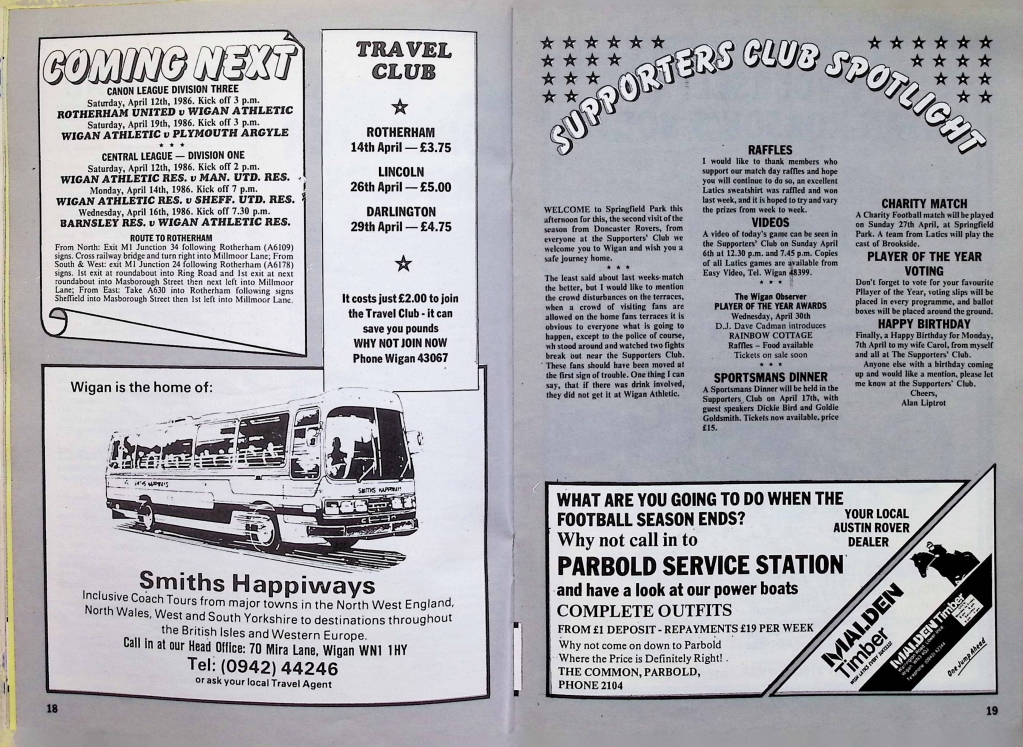 COMING NEXT
CANON LEAGUE DIVISION THREE
Saturday, April 12th, 1986. Kick off 3 p.m.
ROTHERHAM UNITED v WIGAN ATHLETIC
Saturday, April 19th, 1986. Kick off 3 p.m.
WIGAN ATHLETIC v PLYMOUTH ARGYLE
* * *
CENTRAL LEAGUE — DIVISION ONE
Saturday, April 12th, 1986. Kick off 2 p.m.
WIGAN ATHLETIC RES. v MAN. UTD. RES.
Monday, April 14th, 1986. Kick off 7 p.m.
WIGAN ATHLETIC RES. v SHEFF. UTD. RES.
Wednesday, April 16th, 1986. Kick off 7.30 p.m.
BARNSLEY RES. v WIGAN ATHLETIC RES.
ROUTE TO ROTHERHAM
From North: Exit M1 Junction 34 following Rotherham (A6109)
signs. Cross railway bridge and turn right into Millmoor Lane; From
South & West: exit M1 Junction 24 following Rotherham (A6178)
signs. 1st exit at roundabout into Ring Road and 1st exit at next
roundabout into Masborough Street then next left into Millmoor
Lane; From East: Take A630 into Rotherham following signs
Sheffield into Masborough Street then 1st left into Millmoor Lane.
TRAVEL
CLUB
ROTHERHAM
14th April — £3.75
LINCOLN
26th April — £5.00
DARLINGTON
29th April — £4.75
It costs just £2.00 to join
the Travel Club - it can
save you pounds
WHY NOT JOIN NOW
Phone Wigan 43067
Wigan is the home of:
SMITHS HAPPIWAYS
SMITHS HAPPIWAYS
Smiths Happiways
Inclusive Coach Tours from major towns in the North West England,
North Wales, West and South Yorkshire to destinations throughout
the British Isles and Western Europe.
Call in at our Head Office: 70 Mira Lane, Wigan WN1 1HY
Tel: (0942) 44246
or ask your local Travel Agent
18
SUPPORTERS CLUB SPOTLIGHT
WELCOME to Springfield Park this
afternoon for this, the second visit of the
season from Doncaster Rovers, from
everyone at the Supporters' Club we
welcome you to Wigan and wish you a
safe journey home.
* * *
The least said about last weeks match
the better, but I would like to mention
the crowd disturbances on the terraces,
when a crowd of visiting fans are
allowed on the home fans terraces it is
obvious to everyone what is going to
happen, except to the police of course,
wh stood around and watched two fights
break out near the Supporters Club.
These fans should have been moved at
the first sign of trouble. One thing I can
say, that if there was drink involved,
they did not get it at Wigan Athletic.
RAFFLES
I would like to thank members who
support our match day raffles and hope
you will continue to do so, an excellent
Latics sweatshirt was raffled and won
last week, and it is hoped to try and vary
the prizes from week to week.
VIDEOS
A video of today's game can be seen in
the Supporters' Club on Sunday April
6th at 12.30 p.m. and 7.45 p.m. Copies
of all Latics games are available from
Easy Video, Tel. Wigan 48399.
* * *
The Wigan Observer
PLAYER OF THE YEAR AWARDS
Wednesday, April 30th
D.J. Dave Cadman introduces
RAINBOW COTTAGE
Raffles – Food available
Tickets on sale soon
* * *
SPORTSMANS DINNER
A Sportsmans Dinner will be held in the
Supporters Club on April 17th, with
guest speakers Dickie Bird and Goldie
Goldsmith. Tickets now available, price
£15.
CHARITY MATCH
A Charity Football match will be played
on Sunday 27th April, at Springfield
Park. A team from Latics will play the
cast of Brookside.
PLAYER OF THE YEAR
VOTING
Don't forget to vote for your favourite
Pllayer of the Year, voting slips will be
placed in every programme, and ballot
boxes will be placed around the ground.
HAPPY BIRTHDAY
Finally, a Happy Birthday for Monday,
7th April to my wife Carol, from myself
and all at The Supporters' Club.
Anyone else with a birthday coming
up and would like a mention, please let
me know at the Supporters' Club.
Cheers,
Alan Liptrot
WHAT ARE YOU GOING TO DO WHEN THE
FOOTBALL SEASON ENDS?
Why not call in to
PARBOLD SERVICE STATION
and have a look at our power boats
COMPLETE OUTFITS
FROM £1 DEPOSIT - REPAYMENTS £19 PER WEEK
Why not come on down to Parbold
Where the Price is Definitely Right!
THE COMMON, PARBOLD,
PHONE 2104
YOUR LOCAL
AUSTIN ROVER
DEALER
MALDEN
Timber
WISH LATICS EVERY SUCCESS!
MALDEN Timber
One Jump Ahead
19